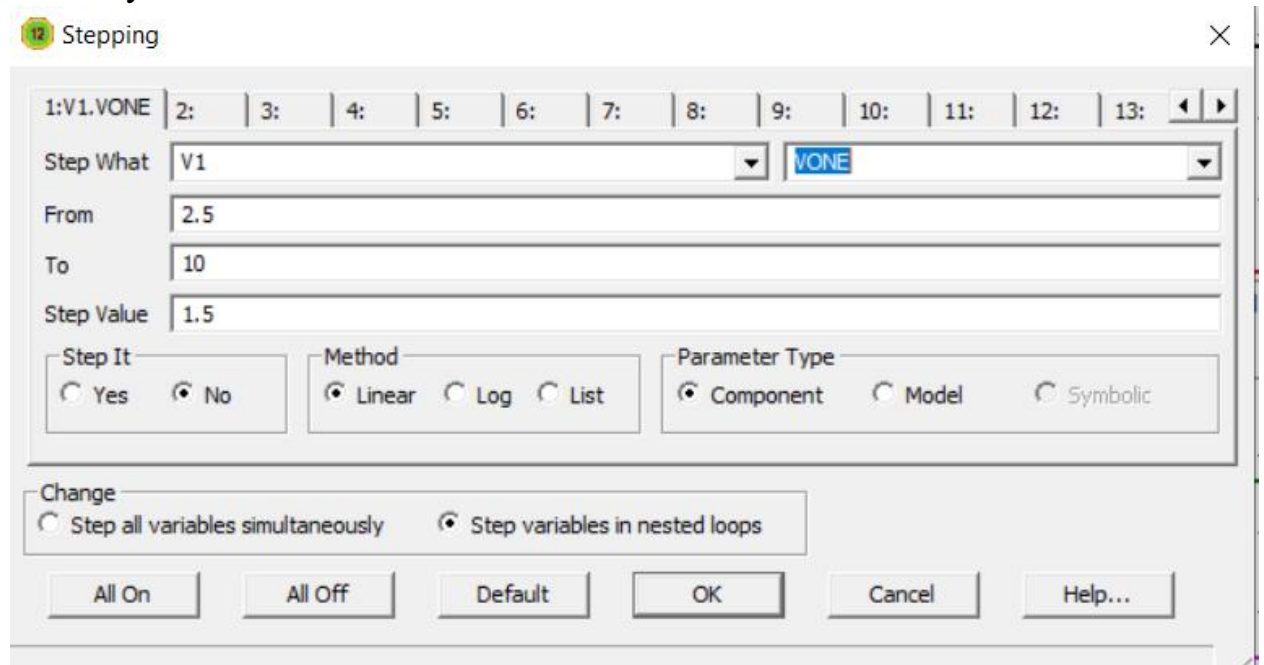 12 Stepping
1:V1.VONE 2: 3: 4: 5: 6: 7: 8: 9: 10: 11: 12: 13:
Step What V1 VONE
From 2.5
To 10
Step Value 1.5
Step It Method Parameter Type
Yes No Linear Log List Component Model Symbolic
Change
Step all variables simultaneously Step variables in nested loops
All On All Off Default OK Cancel Help...